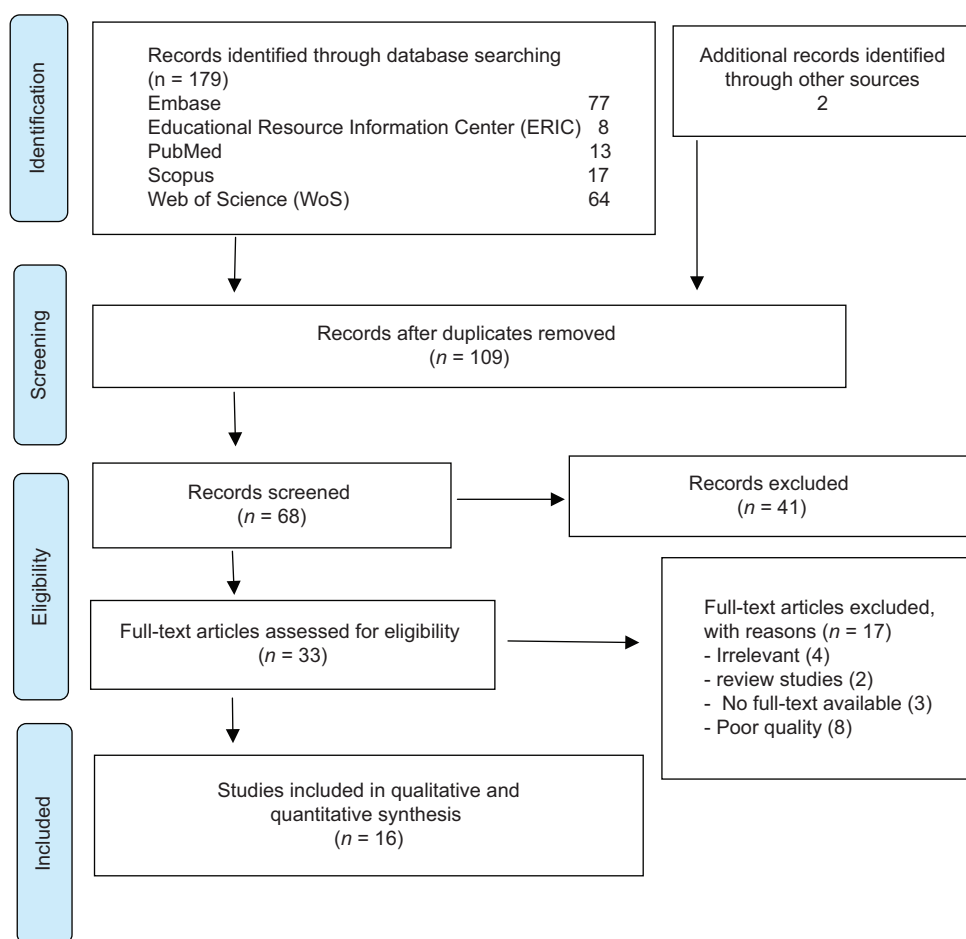 Identification
Records identified through database searching
(n = 179)
Embase 77
Educational Resource Information Center (ERIC) 8
PubMed 13
Scopus 17
Web of Science (WoS) 64
Additional records identified
through other sources
2
Screening
Records after duplicates removed
(n = 109)
Eligibility
Records screened
(n = 68)
Records excluded
(n = 41)
Full-text articles assessed for eligibility
(n = 33)
Full-text articles excluded,
with reasons (n = 17)
- Irrelevant (4)
- review studies (2)
- No full-text available (3)
- Poor quality (8)
Included
Studies included in qualitative and
quantitative synthesis
(n = 16)